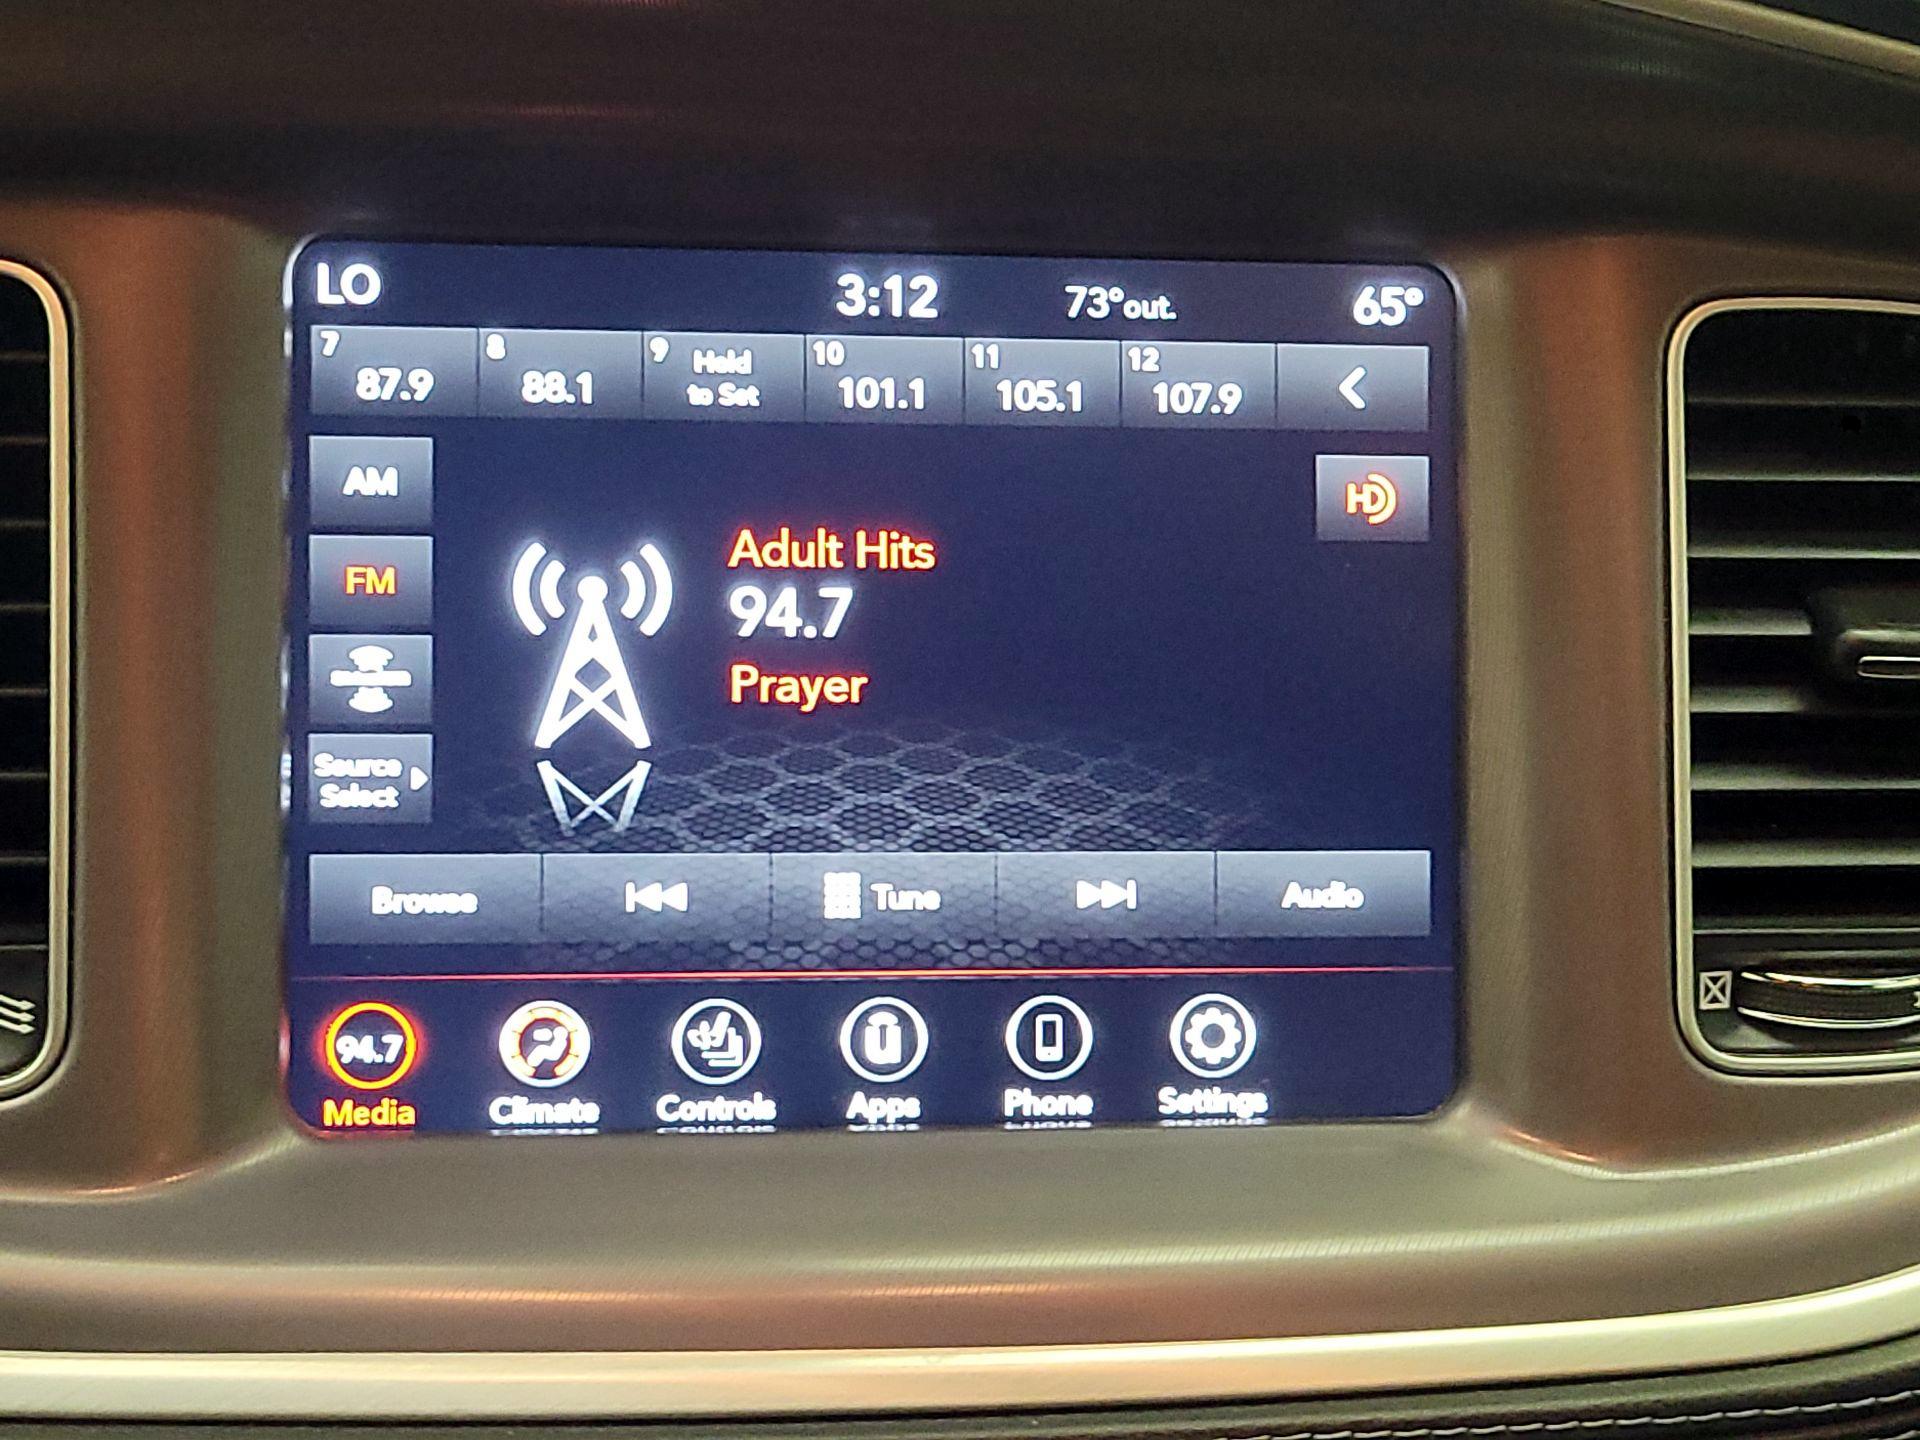 LO 3:12 73°out. 65°
7 8 9 Hold 10 11 12
87.9 88.1 to Set 101.1 105.1 107.9
AM
HD
Adult Hits
FM
94.7
Prayer
Source
Select
Browse Tune Audio
94.7
Media Climate Controls Apps Phone Settings